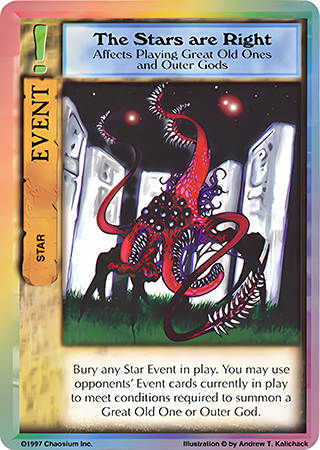 The Stars are Right
Affects Playing Great Old Ones
and Outer Gods
EVENT!
STAR
Bury any Star Event in play. You may use
opponents' Event cards currently in play
to meet conditions required to summon a
Great Old One or Outer God.
©1997 Chaosium Inc.
Illustration © by Andrew T. Kalichack